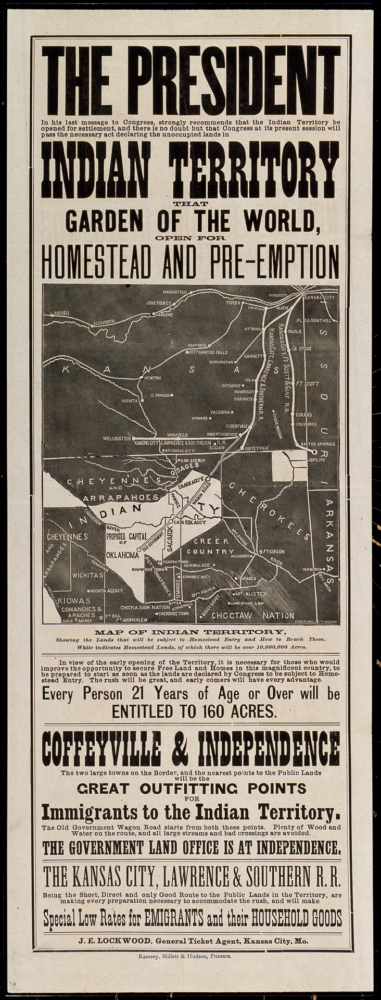 THE PRESIDENT
In his last message to Congress, strongly recommends that the Indian Territory be
opened for settlement, and there is no doubt but that Congress at its present session will
pass the necessary act declaring the unoccupied lands in
INDIAN TERRITORY
THAT
GARDEN OF THE WORLD,
OPEN FOR
HOMESTEAD AND PRE-EMPTION
MANHATTAN
WYANDOTTE
KANSAS CITY
JUNCTION CY.
TOPEKA
LAWRENCE
OLATHE
RUSSELL
ABILENE
ELLSWORTH
PLEASANT HILL
OTTAWA
PAOLA
EMPORIA
COTTONWOOD FALLS
LA CYGNE
BURLINGTON
GARNETT
KANSAS CITY, LAWRENCE & SOUTHERN R. R.
KANSAS CITY, FT SCOTT & GULF R.R.
KANSAS
MISSOURI
NEWTON
IOLA
DEFIANCE
FT SCOTT
HUMBOLDT
EL DORADO
WICHITA
CHANUTE
FREDONIA
HOWARD
OSAGE MISSION
GIRARD
COLUMBUS
CHERRYVALE
WINFIELD
INDEPENDENCE
WELLINGTON
KANSNS CITY LAWRENCE & SOUTHERN R.R.
SEDAN
ARKANSAS CITY
COFFEYVILLE
BAXTER SPRINGS
JOPLIN
KAW AGENCY
OSAGES
CHEYENNES
AND
ARRAPAHOES
OSAGE AGC'Y
WAGON ROAD
PAWNEE
CHEROKEES
INDIAN TY
CIMARRON
RIVER
SAC & FOX AGC'Y
SAC & FOX
ARKANSAS
CHEYENNES
AND
ARRAPAHOES
PROPOSED CAPITAL
OF
OKLAHOMA
OLD GOVERMENT
CREEK
COUNTRY
ARKANSAS
RIVER
FT GIBSON
MUSKOKEE
CANADIAN
KICKAPOO TOWN
SHAWNEE TOWN
OCKMULGEE
POTOWATOMIES
SEMINOLES
SEMINOLE AGC'Y
VAN BUREN
FT SMITH
EUFAULA
WICHITAS
WICHITA AGENCY
FT HOLMES
MC ALISTER
KIOWAS
COMANCHES &
APACHES
GOLD MINES
FT SILL
FT ARBUCKLE
CHICKASAW NATION
RIVER
STONEWALL
CHEROKEE TOWN
BOGGY DEPOT
LIMESTONE GAP
CHOCTAW NATION
RAMSEY MILLETT-HUDSON
MAP OF INDIAN TERRITORY,
Showing the Lands that will be subject to Homestead Entry and How to Reach Them.
White indicates Homestead Lands, of which there will be over 10,000,000 Acres.
In view of the early opening of the Territory, it is necessary for those who would
improve the opportunity to secure Free Land and Homes in this magnificent country, to
be prepared to start as soon as the lands are declared by Congress to be subject to Home-
stead Entry. The rush will be great, and early comers will have every advantage.
Every Person 21 Years of Age or Over will be
ENTITLED TO 160 ACRES.
COFFEYVILLE & INDEPENDENCE
The two large towns on the Border, and the nearest points to the Public Lands
will be the
GREAT OUTFITTING POINTS
FOR
Immigrants to the Indian Territory.
The Old Government Wagon Road starts from both these points. Plenty of Wood and
Water on the route, and all large streams and bad crossings are avoided.
THE GOVERNMENT LAND OFFICE IS AT INDEPENDENCE.
THE KANSAS CITY, LAWRENCE & SOUTHERN R. R.
Being the Short, Direct and only Good Route to the Public Lands in the Territory, are
making every preparation necessary to accommodate the rush, and will make
Special Low Rates for EMIGRANTS and their HOUSEHOLD GOODS
J. E. LOCKWOOD, General Ticket Agent, Kansas City, Mo.
Ramsey, Millett & Hudson, Printers.